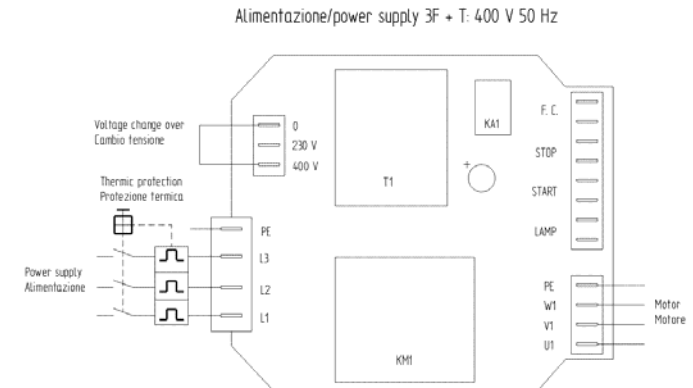 Alimentazione/power supply 3F + T: 400 V 50 Hz
Voltage change over
Cambio tensione
0
230 V
400 V
T1
KA1
+
F. C.
STOP
START
LAMP
Thermic protection
Protezione termica
PE
L3
L2
L1
Power supply
Alimentazione
KM1
PE
W1
V1
U1
Motor
Motore